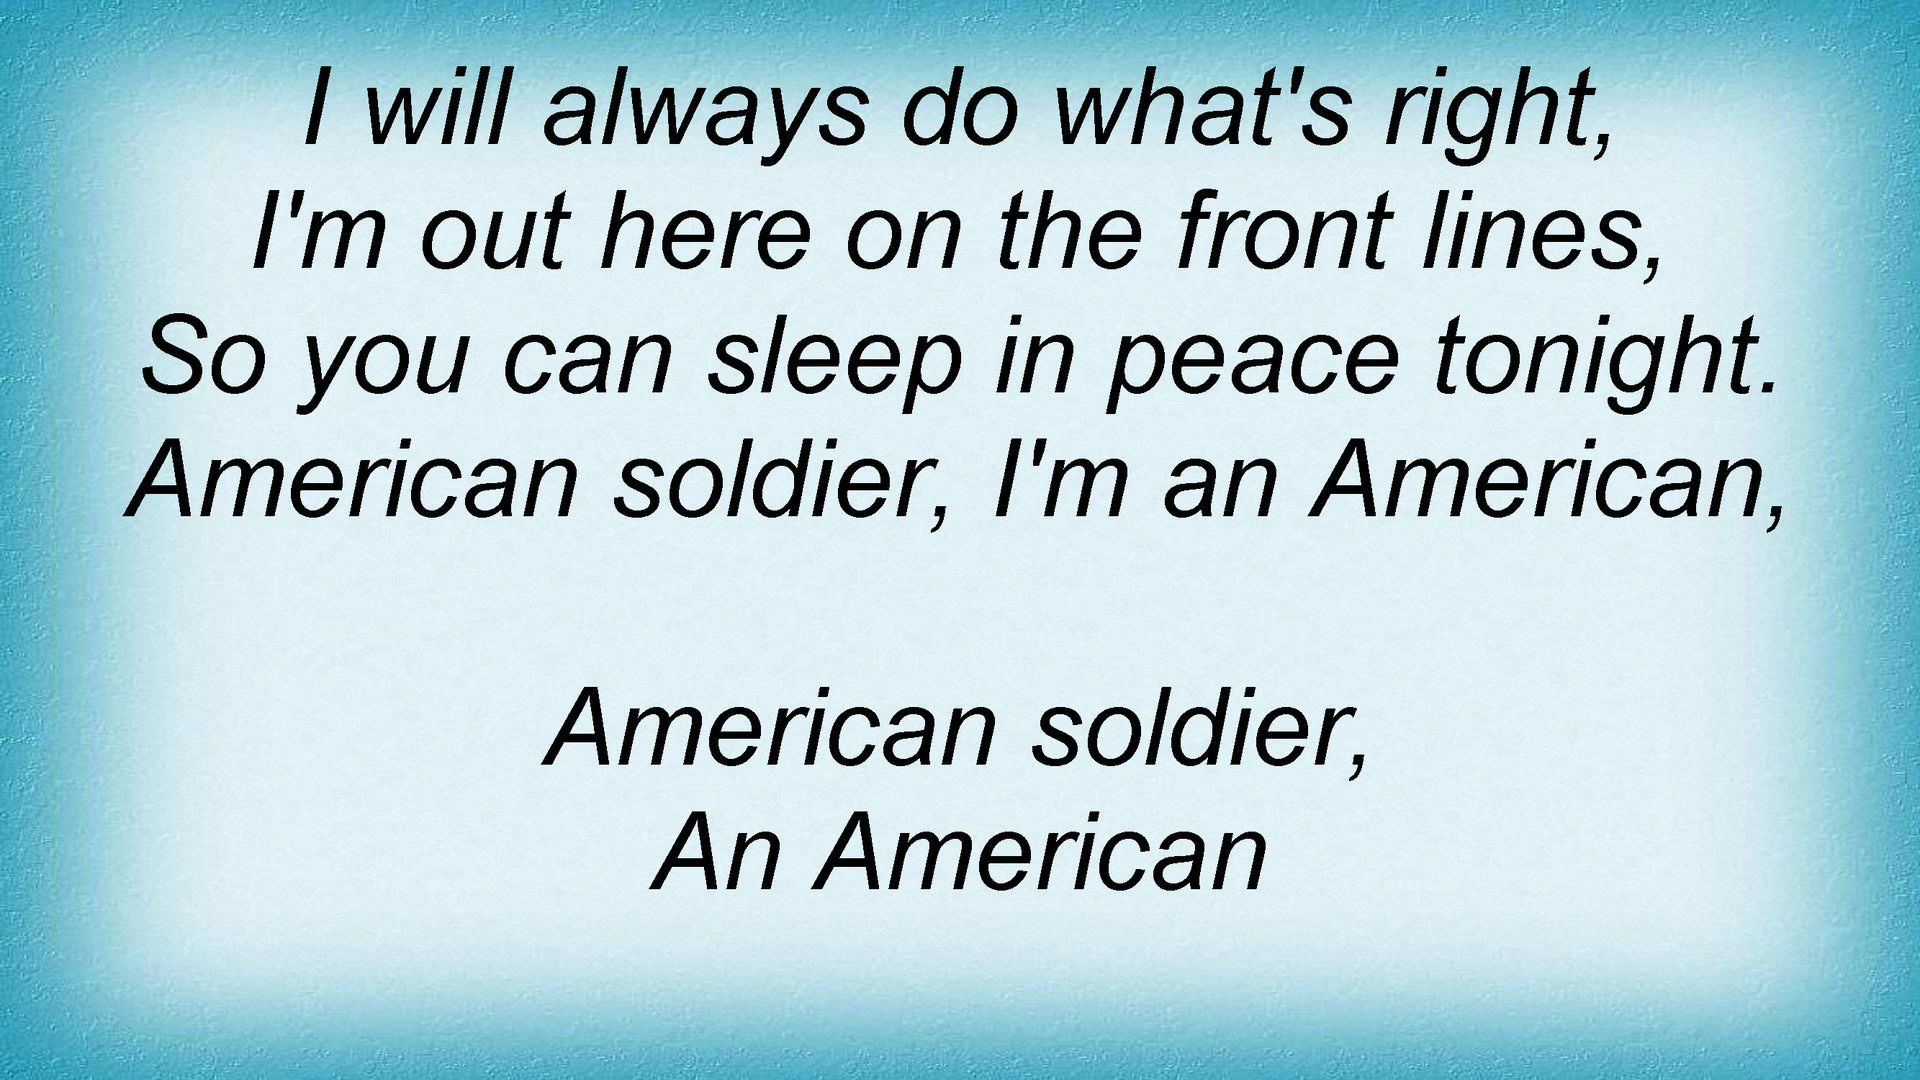 I will always do what's right,
I'm out here on the front lines,
So you can sleep in peace tonight.
American soldier, I'm an American,
American soldier,
An American